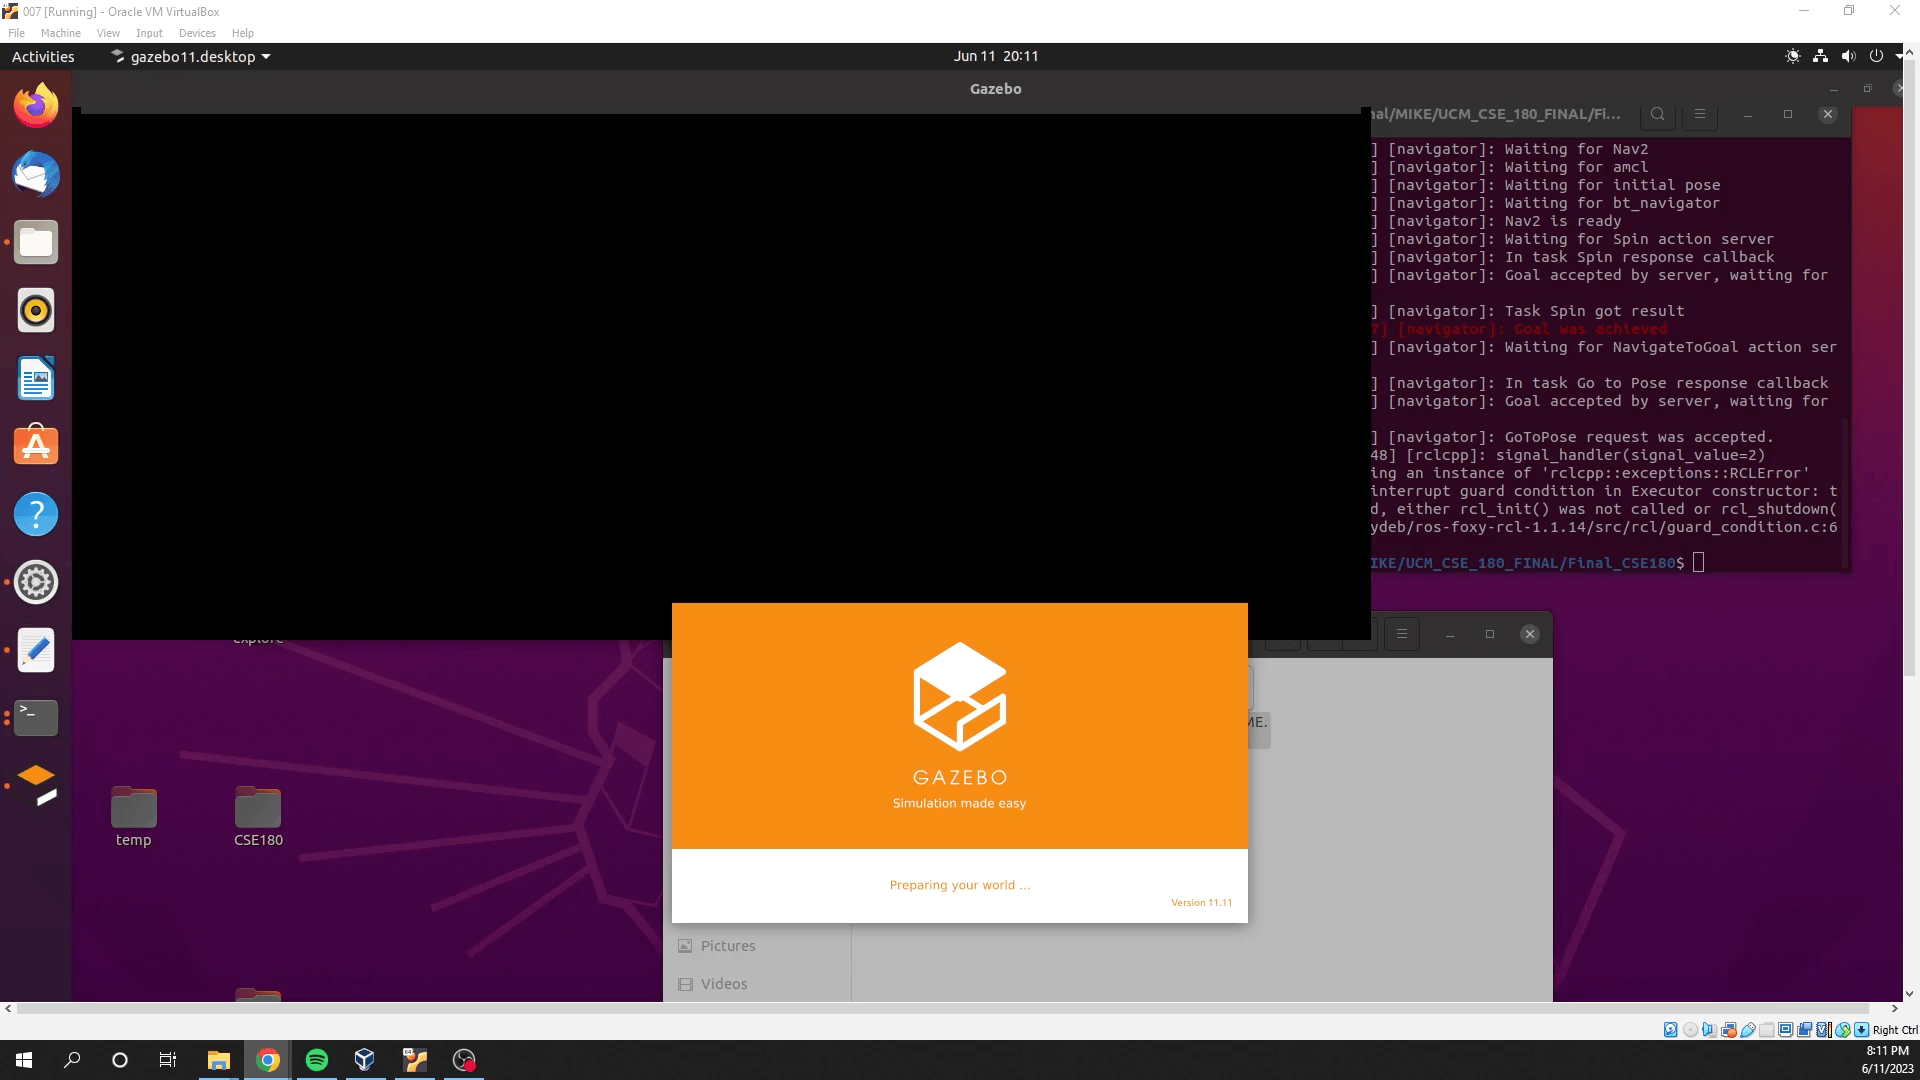 007 [Running] - Oracle VM VirtualBox
File Machine View Input Devices Help
Activities gazebo11.desktop Jun 11 20:11
Gazebo
nal/MIKE/UCM_CSE_180_FINAL/Fi...
] [navigator]: Waiting for Nav2
] [navigator]: Waiting for amcl
] [navigator]: Waiting for initial pose
] [navigator]: Waiting for bt_navigator
] [navigator]: Nav2 is ready
] [navigator]: Waiting for Spin action server
] [navigator]: In task Spin response callback
] [navigator]: Goal accepted by server, waiting for
] [navigator]: Task Spin got result
7] [navigator]: Goal was achieved
] [navigator]: Waiting for NavigateToGoal action ser
] [navigator]: In task Go to Pose response callback
] [navigator]: Goal accepted by server, waiting for
] [navigator]: GoToPose request was accepted.
48] [rclcpp]: signal_handler(signal_value=2)
ing an instance of 'rclcpp::exceptions::RCLError'
interrupt guard condition in Executor constructor: t
d, either rcl_init() was not called or rcl_shutdown(
ydeb/ros-foxy-rcl-1.1.14/src/rcl/guard_condition.c:6
IKE/UCM_CSE_180_FINAL/Final_CSE180$
explore
ME.
GAZEBO
Simulation made easy
Preparing your world ...
Version 11.11
temp
CSE180
Pictures
Videos
Right Ctrl
8:11 PM
6/11/2023